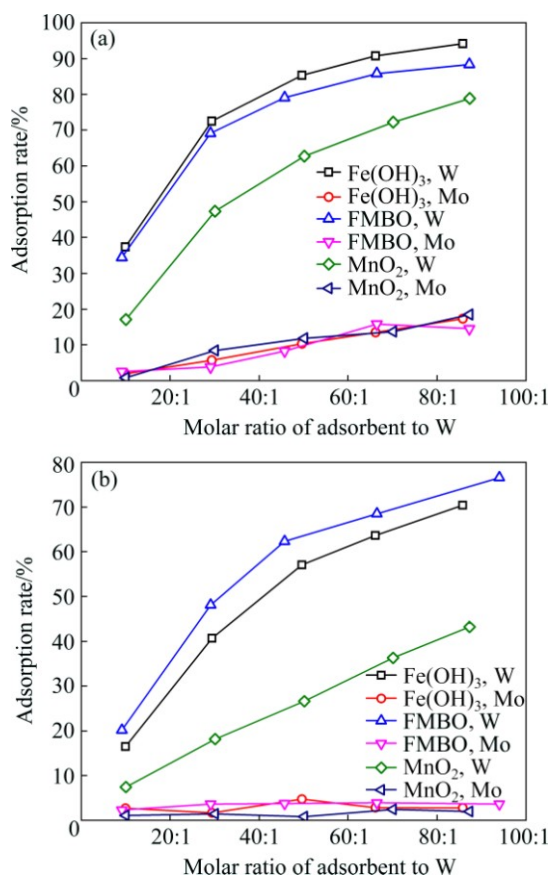 (a)
Adsorption rate/%
100
90
80
70
60
50
40
30
20
10
0
Fe(OH)₃, W
Fe(OH)₃, Mo
FMBO, W
FMBO, Mo
MnO₂, W
MnO₂, Mo
20:1 40:1 60:1 80:1 100:1
Molar ratio of adsorbent to W
(b)
Adsorption rate/%
80
70
60
50
40
30
20
10
0
Fe(OH)₃, W
Fe(OH)₃, Mo
FMBO, W
FMBO, Mo
MnO₂, W
MnO₂, Mo
20:1 40:1 60:1 80:1 100:1
Molar ratio of adsorbent to W